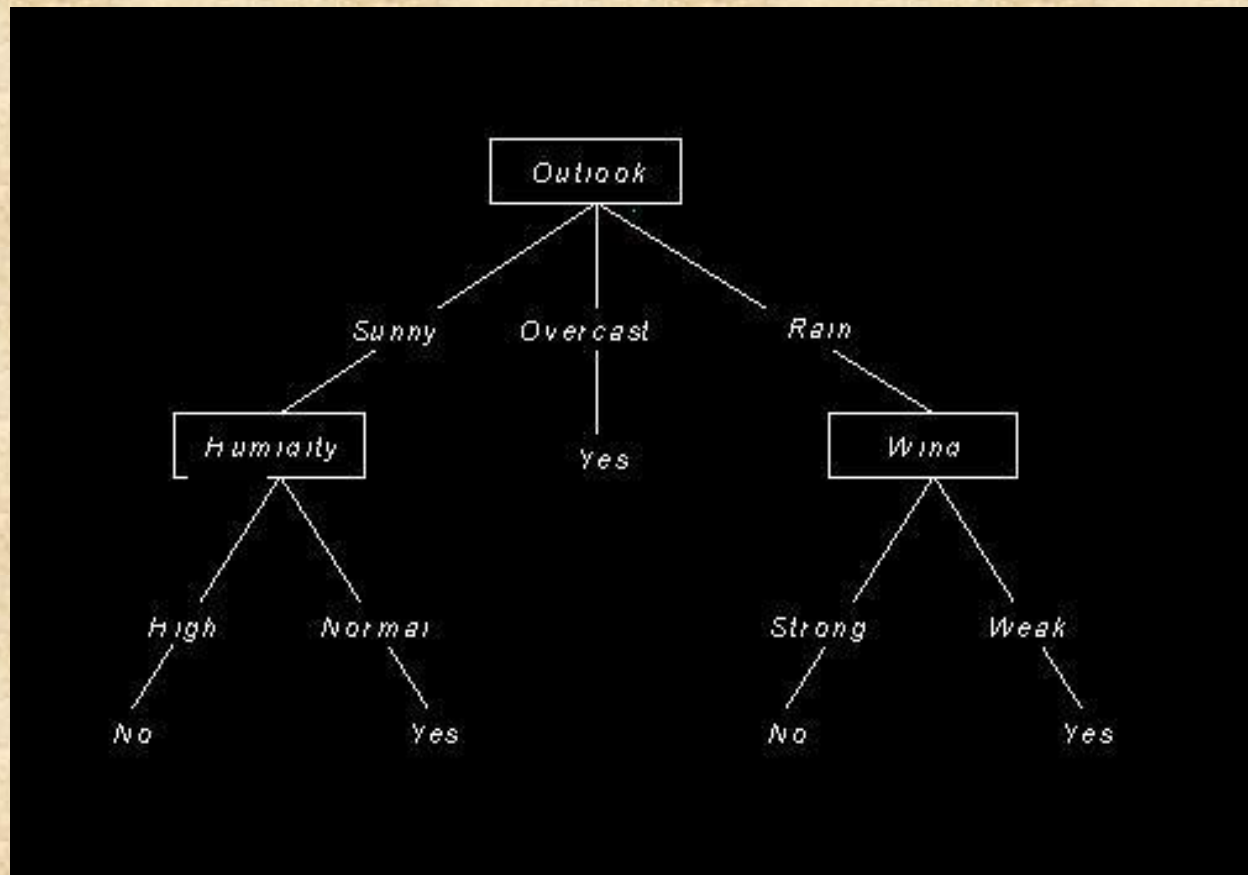 Outlook
Sunny Overcast Rain
Humidity Yes Wind
High Normal Strong Weak
No Yes No Yes